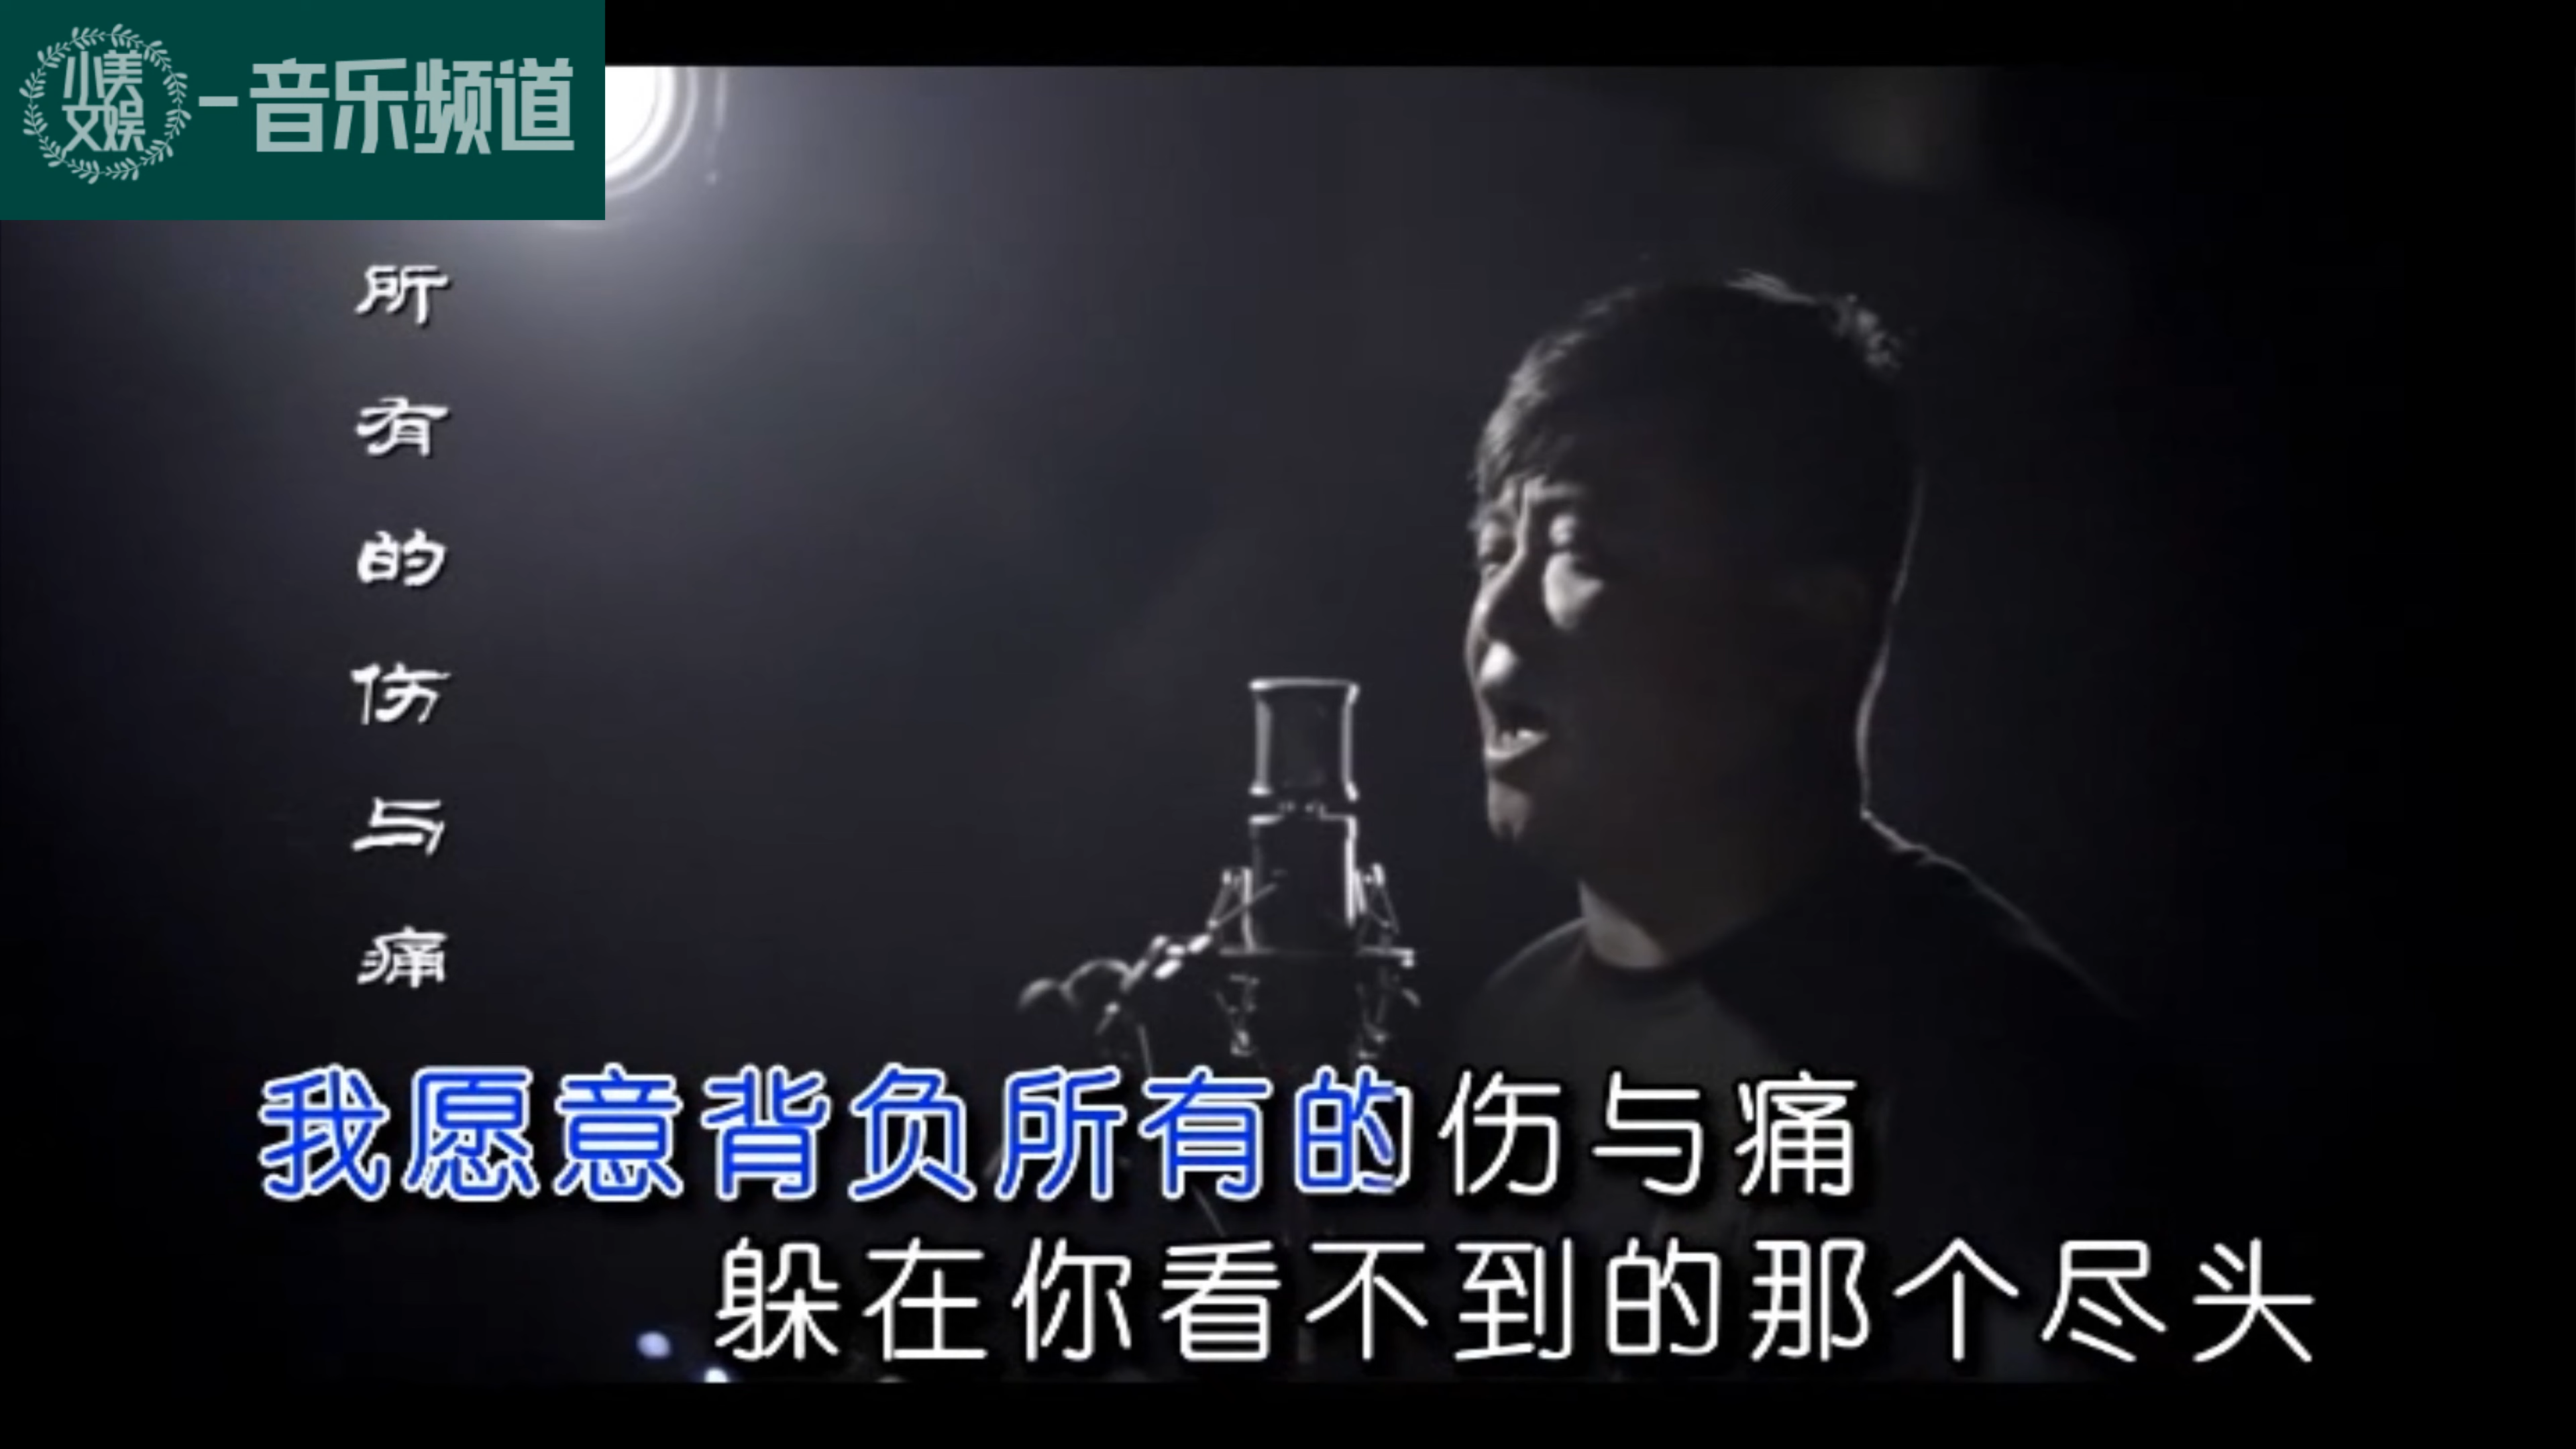 小美
文娱
-音乐频道
所有的伤与痛
我愿意背负所有的伤与痛
躲在你看不到的那个尽头